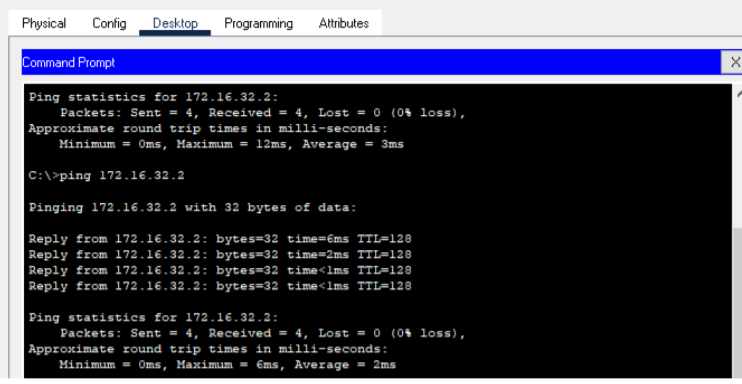 Physical Config Desktop Programming Attributes
Command Prompt X
Ping statistics for 172.16.32.2:
Packets: Sent = 4, Received = 4, Lost = 0 (0% loss),
Approximate round trip times in milli-seconds:
Minimum = 0ms, Maximum = 12ms, Average = 3ms
C:\>ping 172.16.32.2
Pinging 172.16.32.2 with 32 bytes of data:
Reply from 172.16.32.2: bytes=32 time=6ms TTL=128
Reply from 172.16.32.2: bytes=32 time=2ms TTL=128
Reply from 172.16.32.2: bytes=32 time<1ms TTL=128
Reply from 172.16.32.2: bytes=32 time<1ms TTL=128
Ping statistics for 172.16.32.2:
Packets: Sent = 4, Received = 4, Lost = 0 (0% loss),
Approximate round trip times in milli-seconds:
Minimum = 0ms, Maximum = 6ms, Average = 2ms